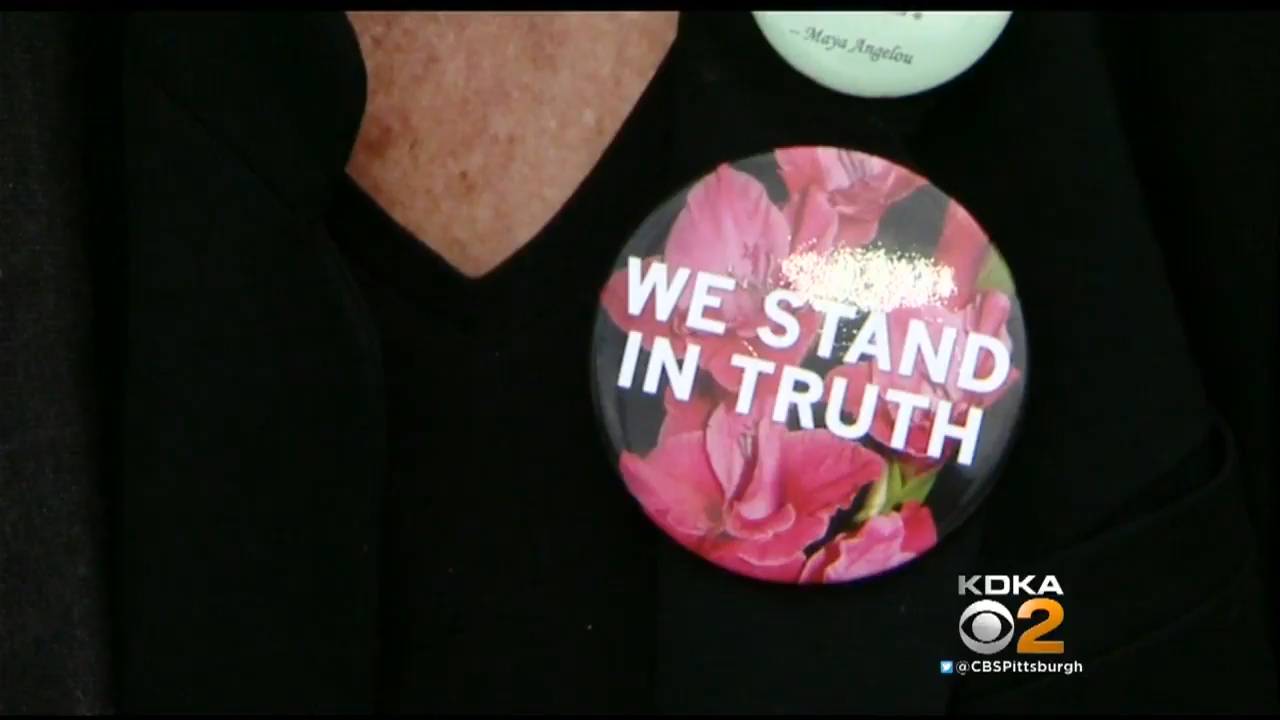 – Maya Angelou
WE STAND
IN TRUTH
KDKA
2
@CBSPittsburgh